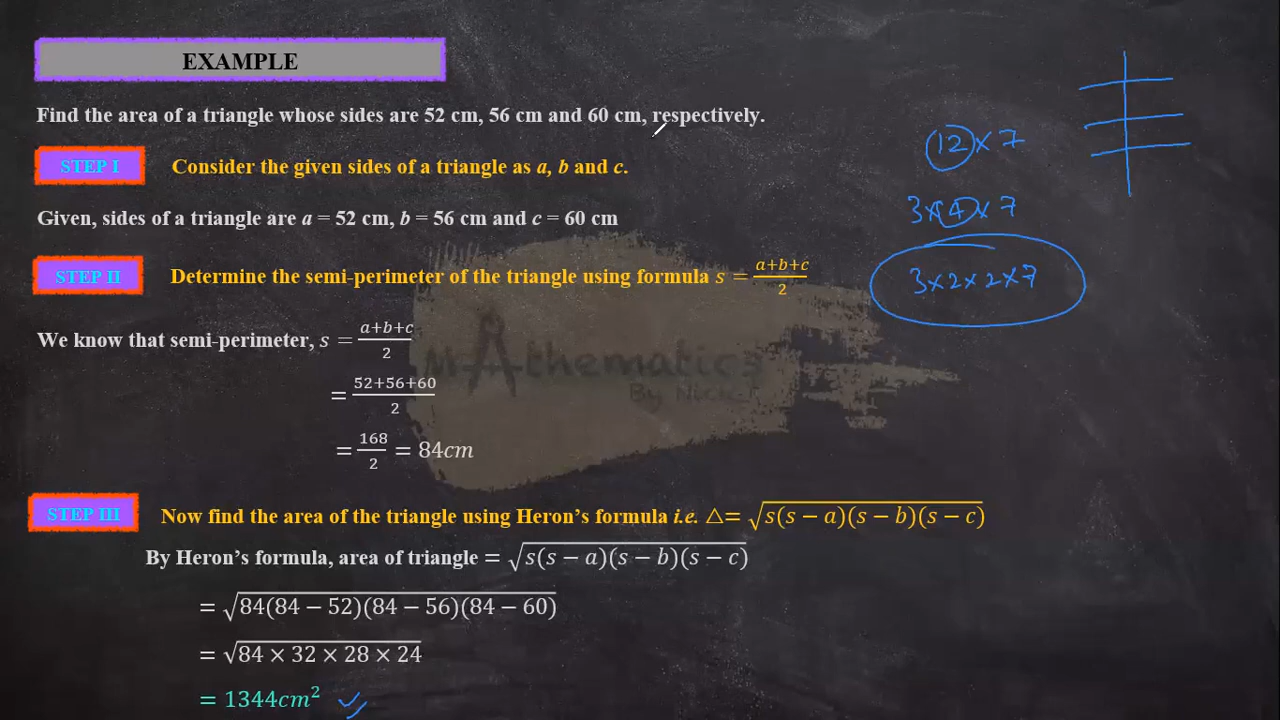 EXAMPLE
Find the area of a triangle whose sides are 52 cm, 56 cm and 60 cm, respectively.
STEP I Consider the given sides of a triangle as a, b and c.
Given, sides of a triangle are a = 52 cm, b = 56 cm and c = 60 cm
STEP II Determine the semi-perimeter of the triangle using formula s = (a+b+c)/2
We know that semi-perimeter, s = (a+b+c)/2
= (52+56+60)/2
= 168/2 = 84cm
STEP III Now find the area of the triangle using Heron's formula i.e. △= √(s(s − a)(s − b)(s − c))
By Heron's formula, area of triangle = √(s(s − a)(s − b)(s − c))
= √(84(84 − 52)(84 − 56)(84 − 60))
= √(84 × 32 × 28 × 24)
= 1344cm²
12 × 7
3×4×7
3×2×2×7
MAthematics
By